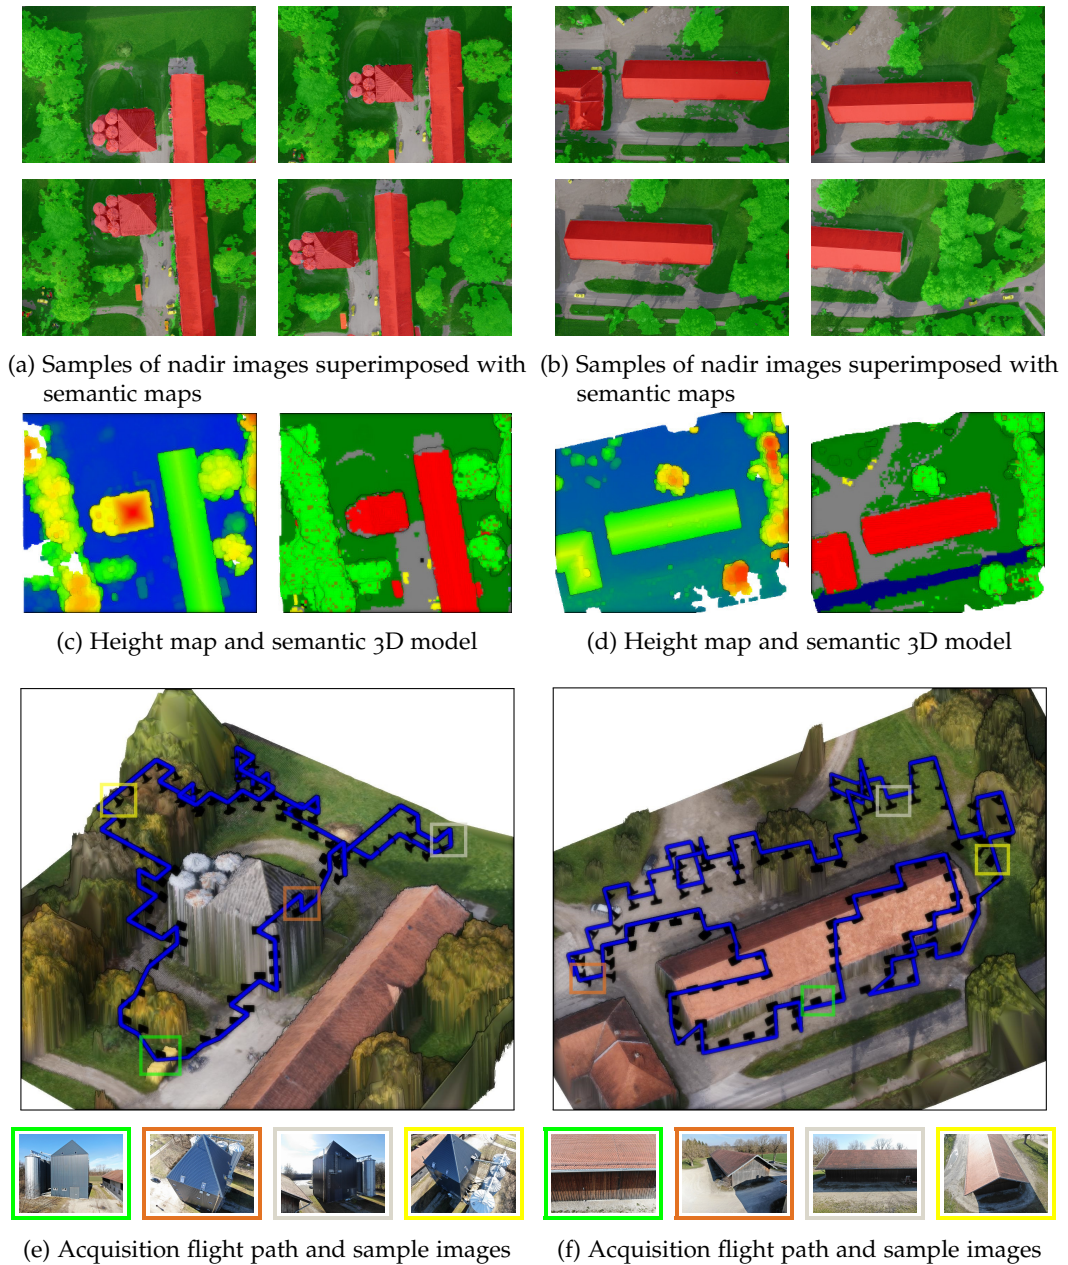 (a) Samples of nadir images superimposed with
semantic maps
(b) Samples of nadir images superimposed with
semantic maps
(c) Height map and semantic 3D model
(d) Height map and semantic 3D model
(e) Acquisition flight path and sample images
(f) Acquisition flight path and sample images